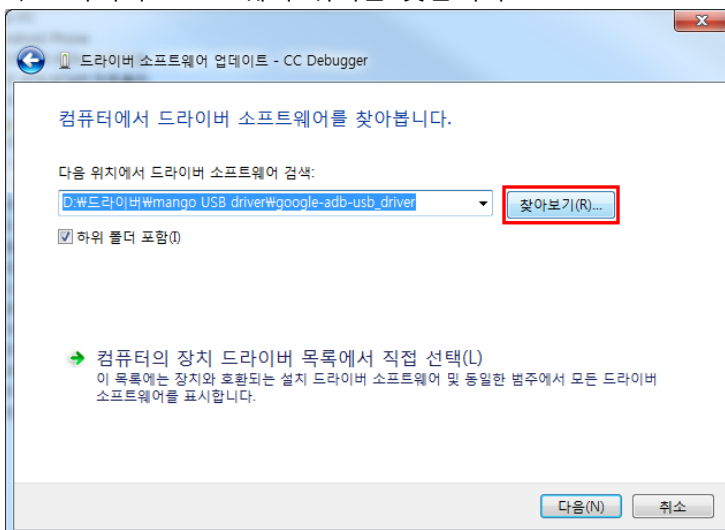 드라이버 소프트웨어 업데이트 - CC Debugger
컴퓨터에서 드라이버 소프트웨어를 찾아봅니다.
다음 위치에서 드라이버 소프트웨어 검색:
D:₩드라이버₩mango USB driver₩google-adb-usb_driver
찾아보기(R)...
하위 폴더 포함(I)
컴퓨터의 장치 드라이버 목록에서 직접 선택(L)
이 목록에는 장치와 호환되는 설치 드라이버 소프트웨어 및 동일한 범주에서 모든 드라이버
소프트웨어를 표시합니다.
다음(N)
취소